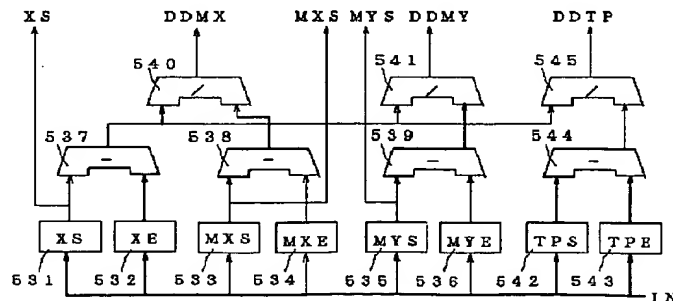 XS DDMX MXS MYS DDMY DDTP
540 541 545
/ / /
537 538 539 544
− − − −
XS XE MXS MXE MYS MYE TPS TPE
531 532 533 534 535 536 542 543
IN